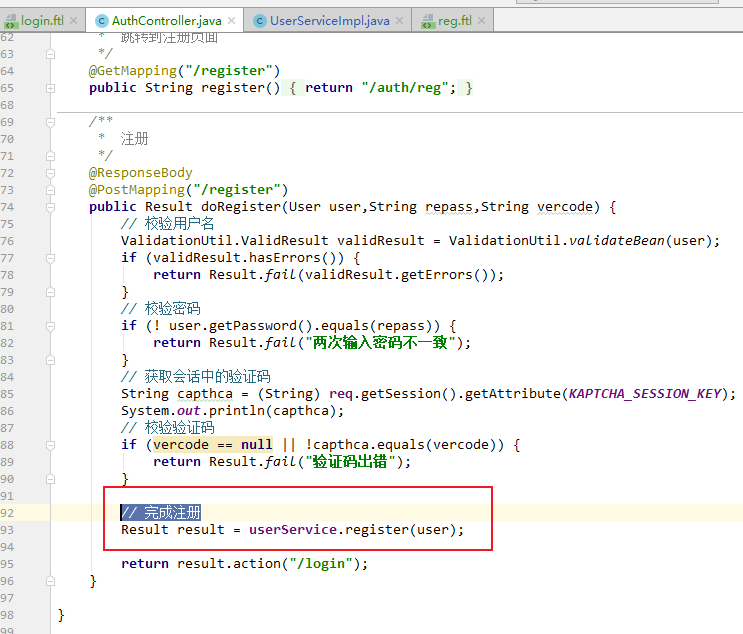 login.ftl AuthController.java UserServiceImpl.java reg.ftl
62 * 跳转到注册页面
63 */
64 @GetMapping("/register")
65 public String register() { return "/auth/reg"; }
68
69 /**
70 * 注册
71 */
72 @ResponseBody
73 @PostMapping("/register")
74 public Result doRegister(User user,String repass,String vercode) {
75 // 校验用户名
76 ValidationUtil.ValidResult validResult = ValidationUtil.validateBean(user);
77 if (validResult.hasErrors()) {
78 return Result.fail(validResult.getErrors());
79 }
80 // 校验密码
81 if (! user.getPassword().equals(repass)) {
82 return Result.fail("两次输入密码不一致");
83 }
84 // 获取会话中的验证码
85 String capthca = (String) req.getSession().getAttribute(KAPTCHA_SESSION_KEY);
86 System.out.println(capthca);
87 // 校验验证码
88 if (vercode == null || !capthca.equals(vercode)) {
89 return Result.fail("验证码出错");
90 }
91
92 // 完成注册
93 Result result = userService.register(user);
94
95 return result.action("/login");
96 }
97
98 }
99